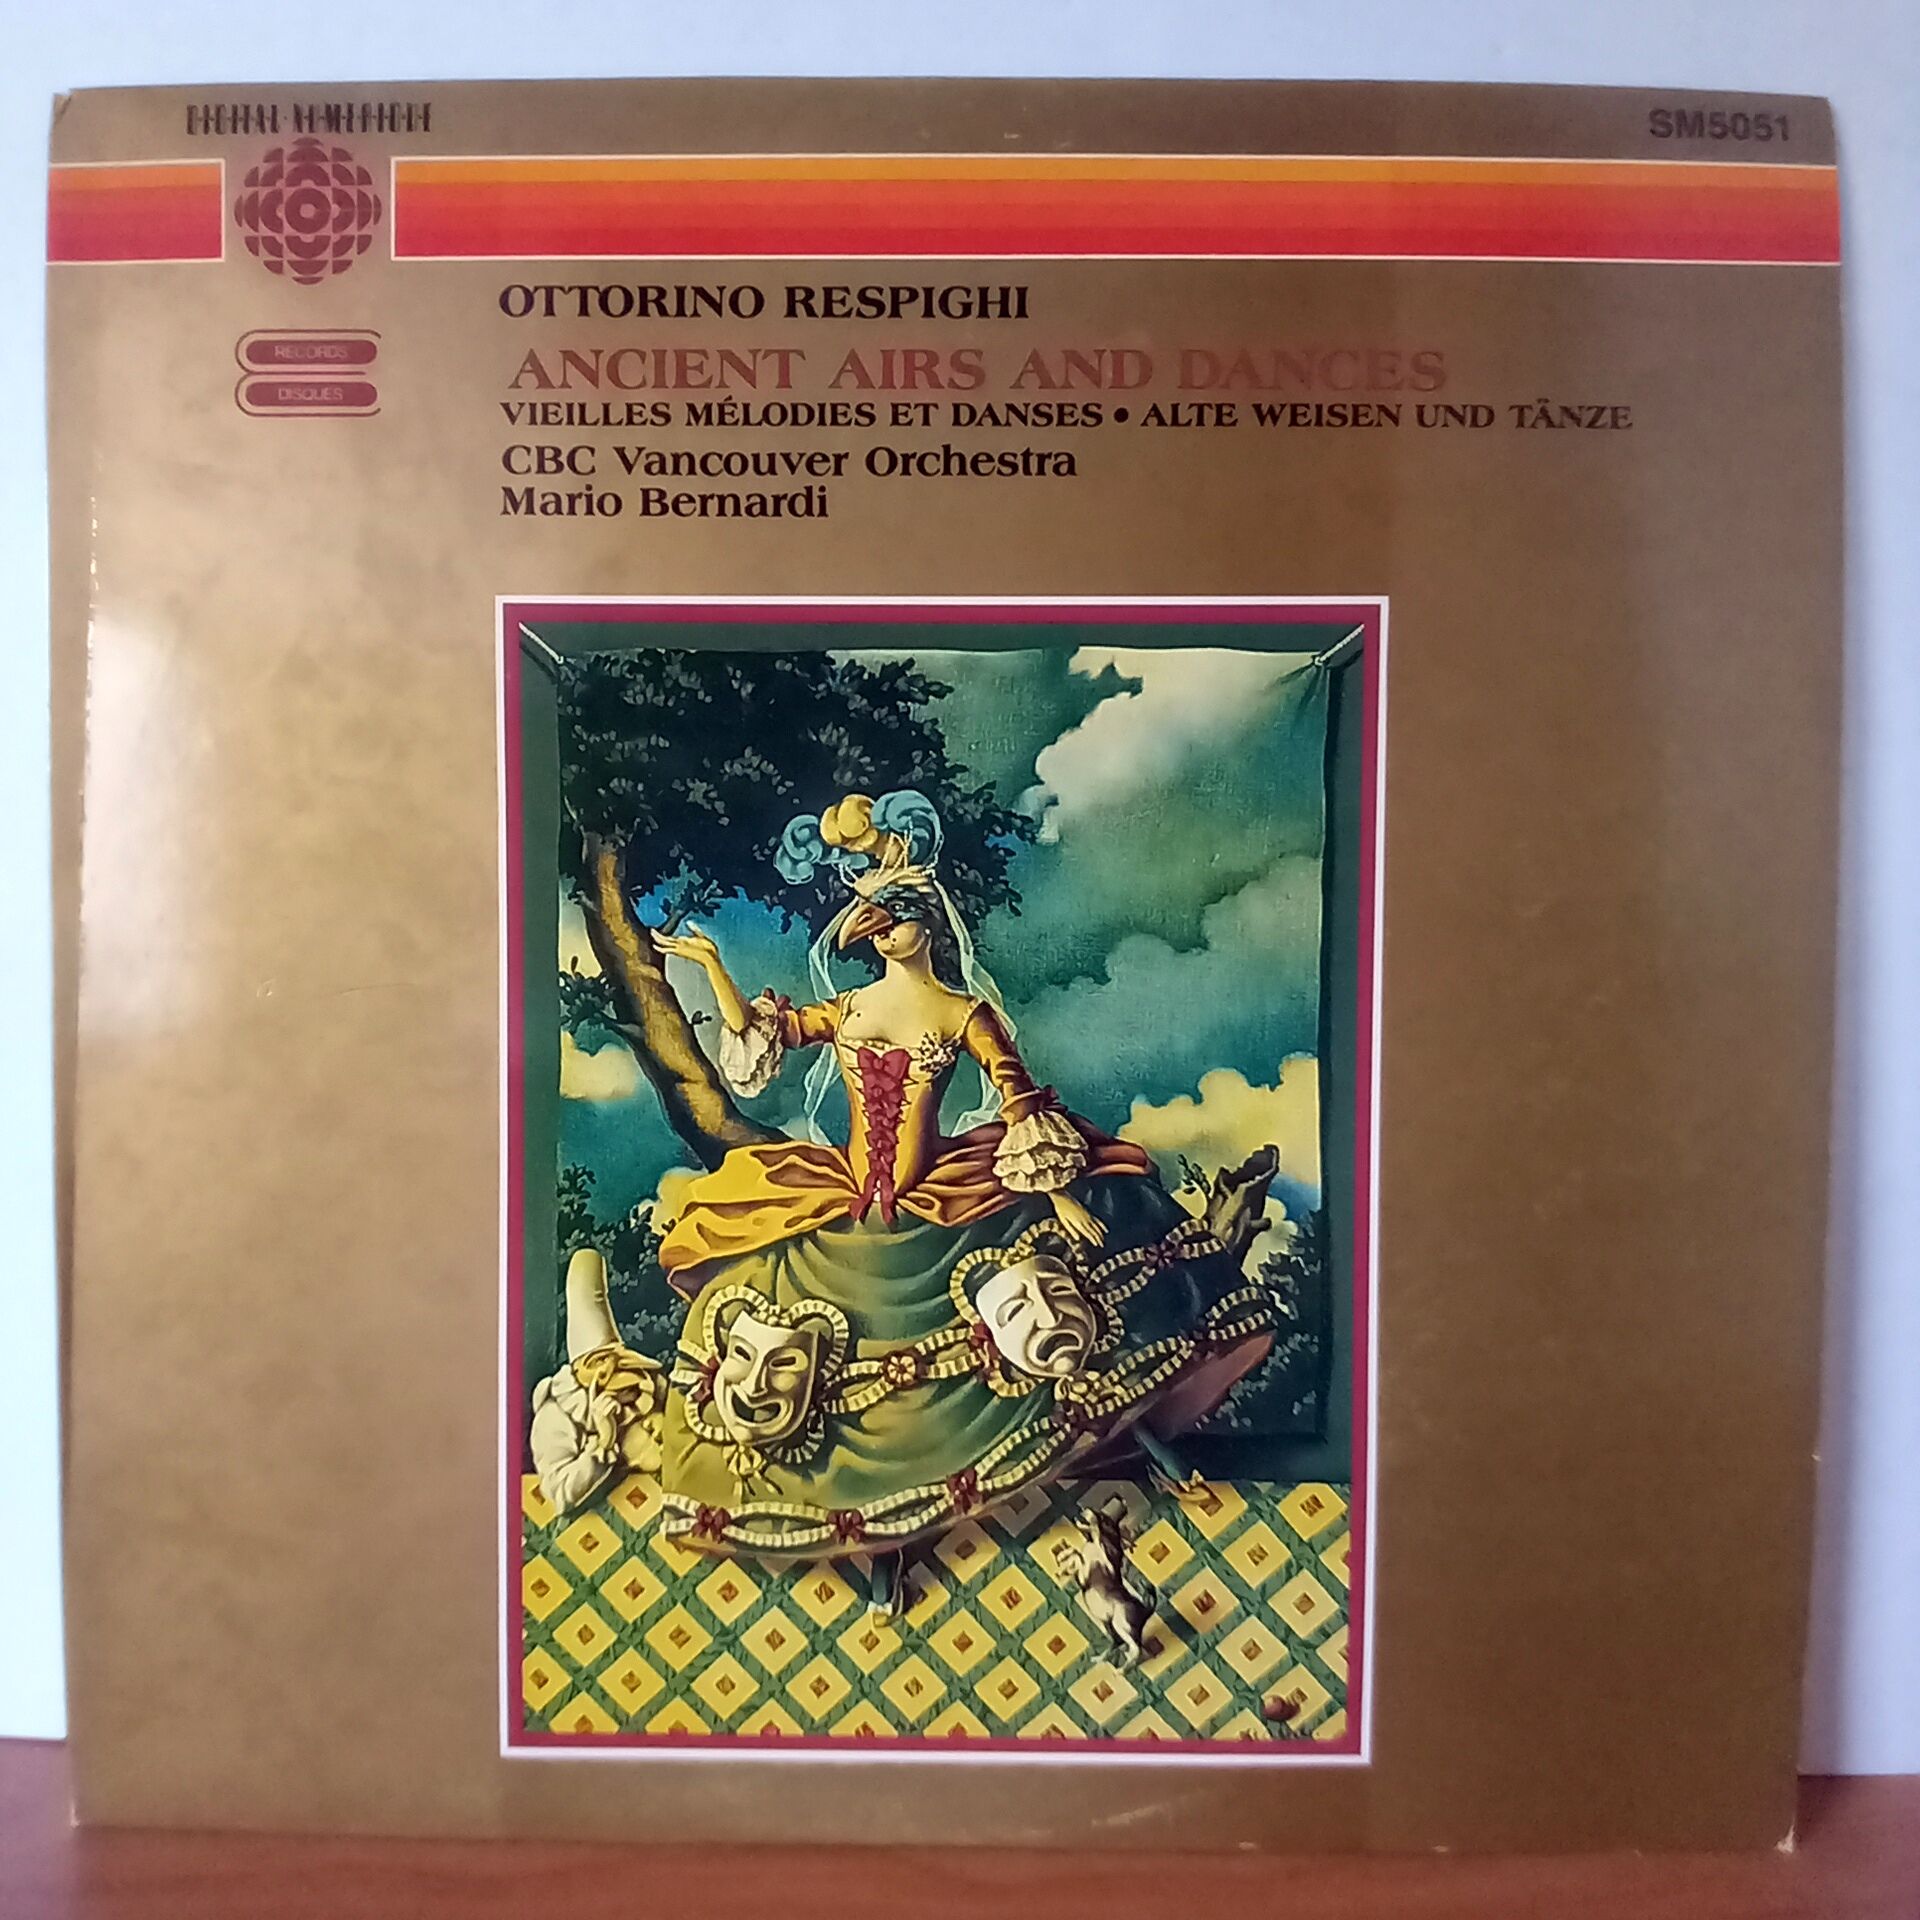 DIGITAL·NUMÉRIQUE
SM5051
RECORDS
DISQUES
OTTORINO RESPIGHI
ANCIENT AIRS AND DANCES
VIEILLES MÉLODIES ET DANSES • ALTE WEISEN UND TÄNZE
CBC Vancouver Orchestra
Mario Bernardi